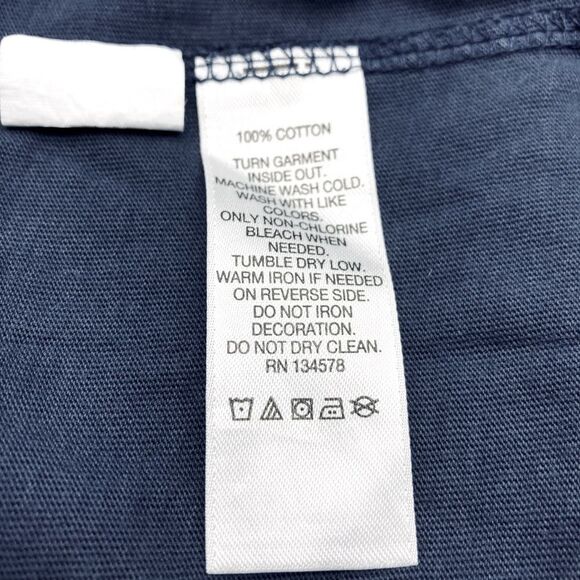 100% COTTON
TURN GARMENT
INSIDE OUT.
MACHINE WASH COLD.
WASH WITH LIKE
COLORS.
ONLY NON-CHLORINE
BLEACH WHEN
NEEDED.
TUMBLE DRY LOW.
WARM IRON IF NEEDED
ON REVERSE SIDE.
DO NOT IRON
DECORATION.
DO NOT DRY CLEAN.
RN 134578